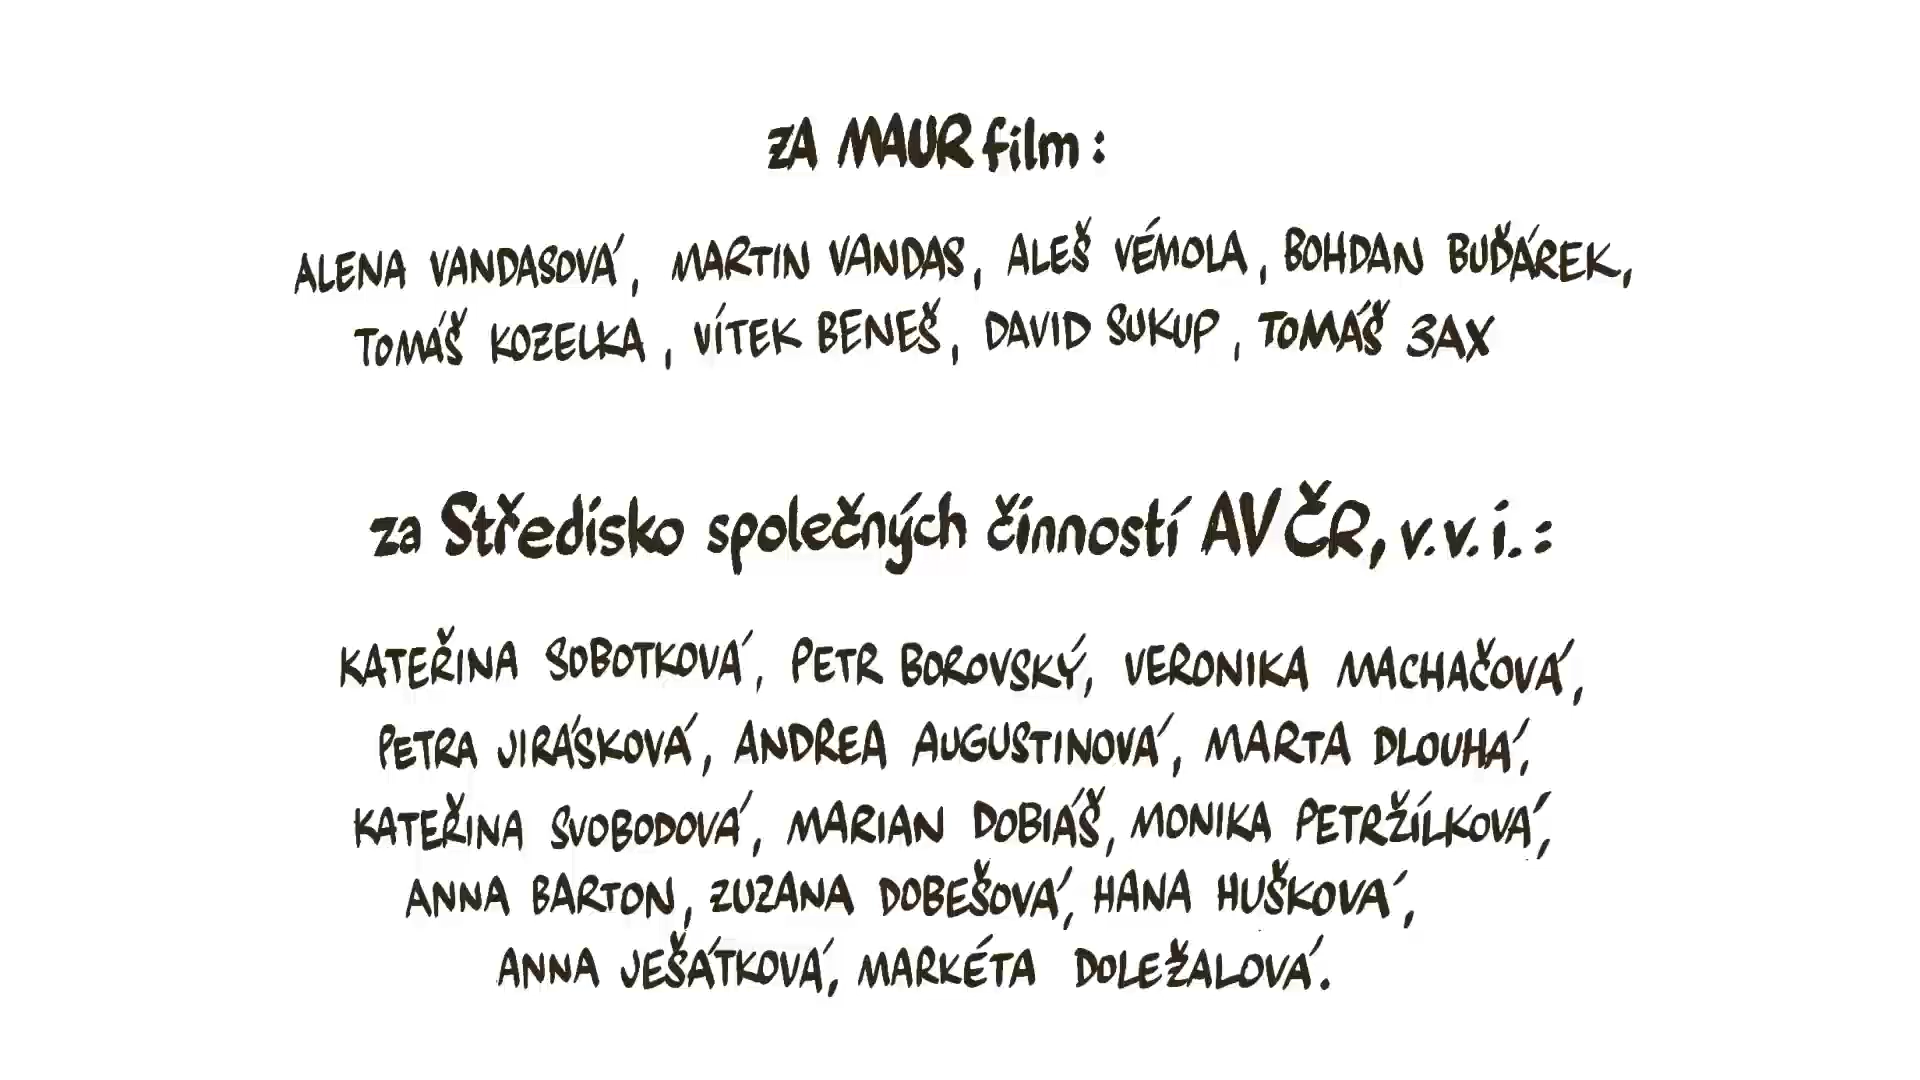 ZA MAUR film :
ALENA VANDASOVÁ, MARTIN VANDAS, ALEŠ VÉMOLA, BOHDAN BUĎÁREK,
TOMÁŠ KOZELKA, VÍTEK BENEŠ, DAVID SUKUP, TOMÁŠ 3AX
za Středisko společných činností AV ČR, v.v.i.:
KATEŘINA SOBOTKOVÁ, PETR BOROVSKÝ, VERONIKA MACHAČOVÁ,
PETRA JIRÁSKOVÁ, ANDREA AUGUSTINOVÁ, MARTA DLOUHÁ,
KATEŘINA SVOBODOVÁ, MARIAN DOBIÁŠ, MONIKA PETRŽÍLKOVÁ,
ANNA BARTON, ZUZANA DOBEŠOVÁ, HANA HUŠKOVÁ,
ANNA JEŠÁTKOVÁ, MARKÉTA DOLEŽALOVÁ.